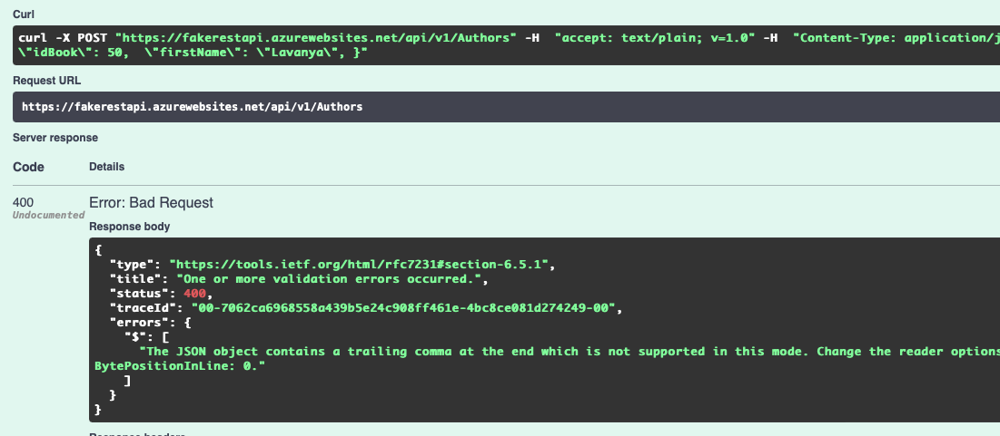 Curl
curl -X POST "https://fakerestapi.azurewebsites.net/api/v1/Authors" -H  "accept: text/plain; v=1.0" -H  "Content-Type: application/j
\"idBook\": 50,  \"firstName\": \"Lavanya\", }"
Request URL
https://fakerestapi.azurewebsites.net/api/v1/Authors
Server response
Code Details
400 Error: Bad Request
Undocumented
Response body
{
  "type": "https://tools.ietf.org/html/rfc7231#section-6.5.1",
  "title": "One or more validation errors occurred.",
  "status": 400,
  "traceId": "00-7062ca6968558a439b5e24c908ff461e-4bc8ce081d274249-00",
  "errors": {
    "$": [
      "The JSON object contains a trailing comma at the end which is not supported in this mode. Change the reader options
BytePositionInLine: 0."
    ]
  }
}
Response headers